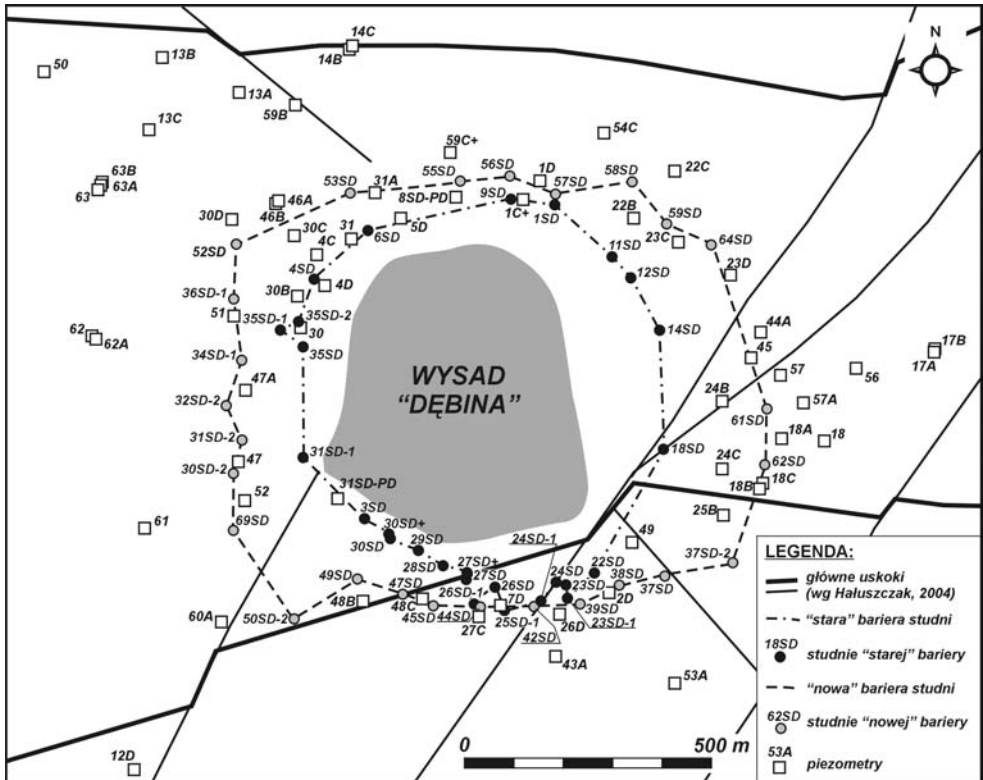 14C
N
14B
13B
50
13A
59B
13C
59C+
54C
63B
63A
63
56SD
55SD
1D
58SD
22C
53SD
31A
57SD
46A
46B
8SD-PD
9SD
1C+
1SD
22B
59SD
30D
30C
31
5D
6SD
23C
64SD
52SD
4C
11SD
4SD
4D
12SD
23D
36SD-1
30B
51
35SD-1
35SD-2
30
14SD
44A
62
62A
35SD
45
17B
17A
34SD-1
WYSAD
"DĘBINA"
57
56
47A
24B
57A
32SD-2
61SD
31SD-2
18SD
18A
18
47
31SD-1
24C
62SD
30SD-2
18B
18C
52
31SD-PD
3SD
25B
61
69SD
30SD+
30SD
29SD
24SD-1
49
28SD
27SD+
27SD
24SD
22SD
37SD-2
49SD
47SD
26SD-1
26SD
23SD
38SD
37SD
48B
48C
7D
39SD
2D
60A
50SD-2
45SD
44SD
27C
25SD-1
42SD
26D
23SD-1
43A
53A
12D
0
500 m
LEGENDA:
główne uskoki
(wg Hałuszczak, 2004)
"stara" bariera studni
18SD
studnie "starej" bariery
"nowa" bariera studni
62SD
studnie "nowej" bariery
53A
piezometry